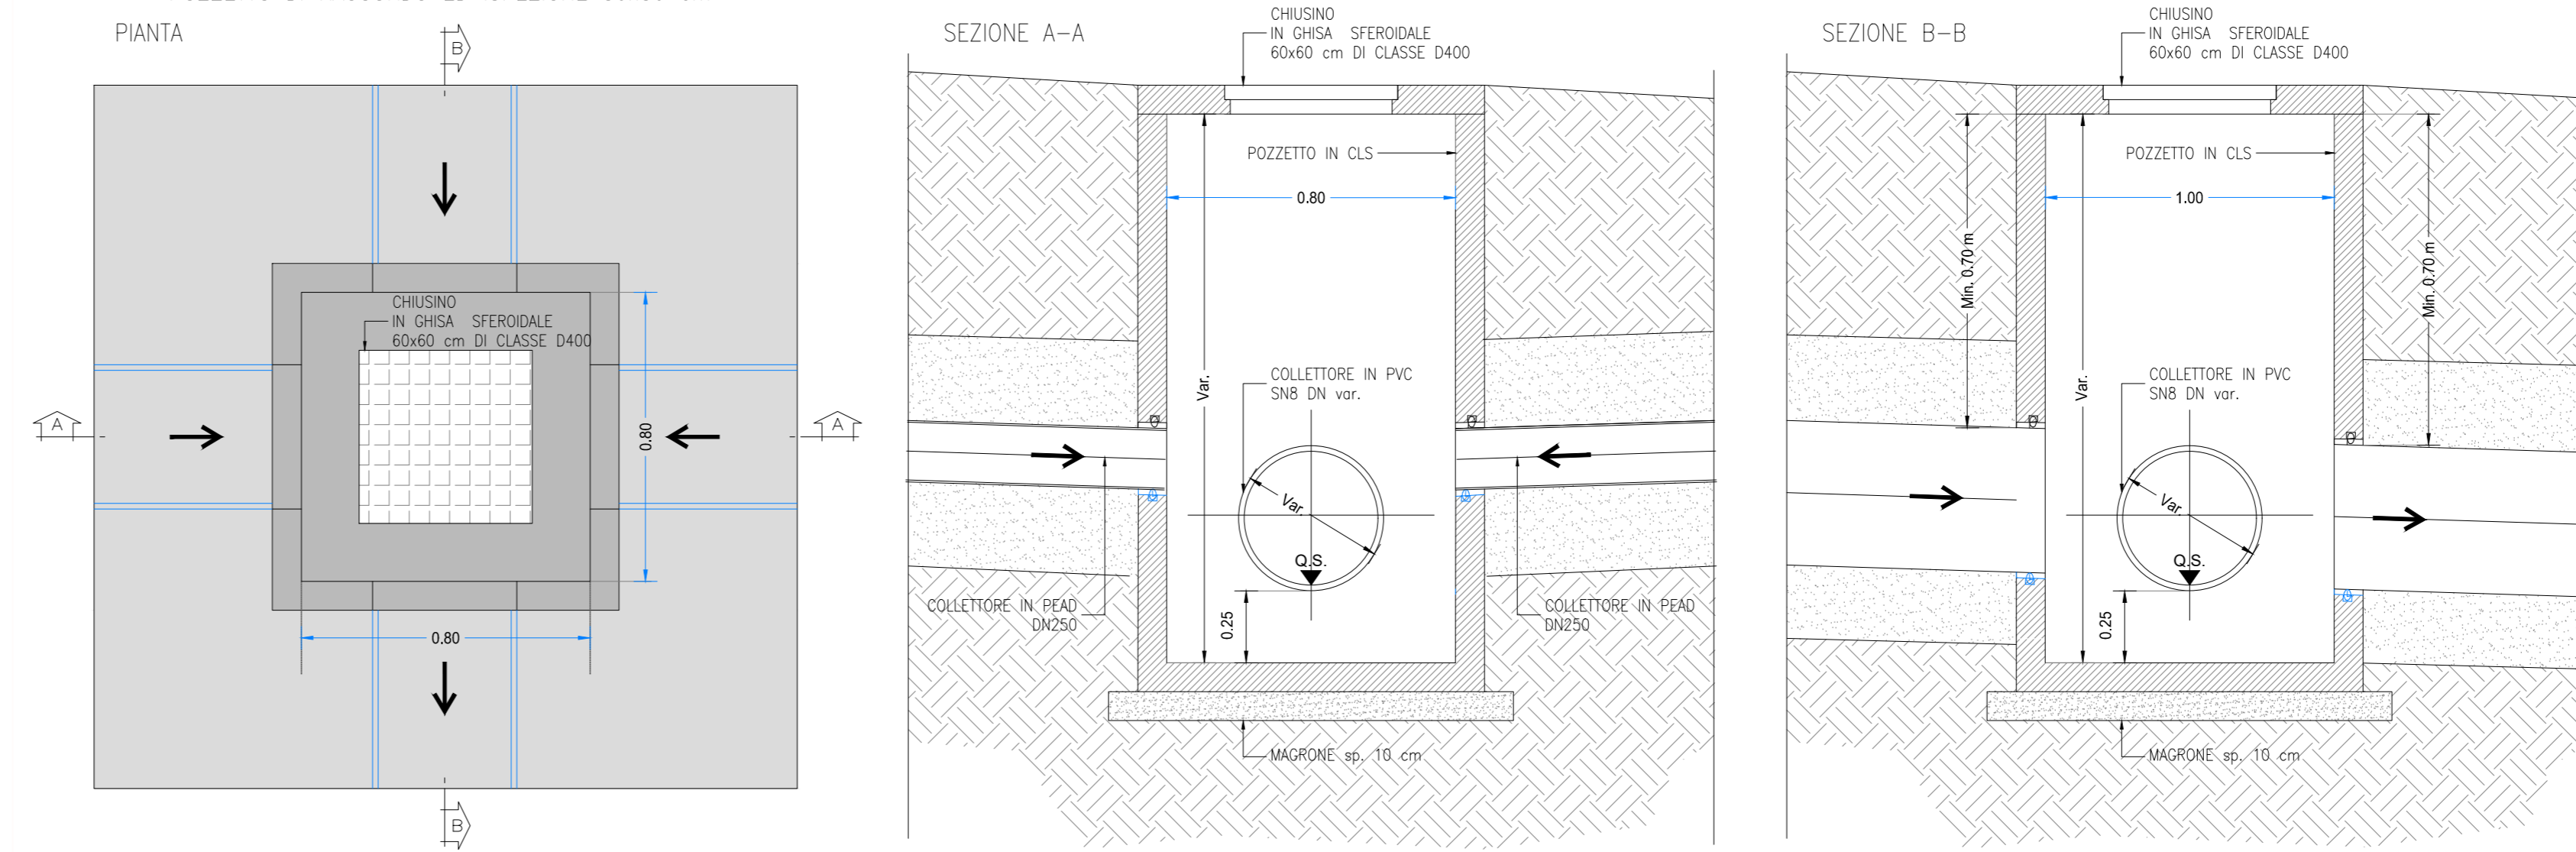 PIANTA
B
CHIUSINO
IN GHISA SFEROIDALE
60x60 cm DI CLASSE D400
A
A
0.80
0.80
B
SEZIONE A-A
CHIUSINO
IN GHISA SFEROIDALE
60x60 cm DI CLASSE D400
POZZETTO IN CLS
0.80
Var.
COLLETTORE IN PVC
SN8 DN var.
Var.
Q.S.
0.25
COLLETTORE IN PEAD
DN250
COLLETTORE IN PEAD
DN250
MAGRONE sp. 10 cm
SEZIONE B-B
CHIUSINO
IN GHISA SFEROIDALE
60x60 cm DI CLASSE D400
POZZETTO IN CLS
1.00
Min. 0.70 m
Min. 0.70 m
Var.
COLLETTORE IN PVC
SN8 DN var.
Var.
Q.S.
0.25
MAGRONE sp. 10 cm